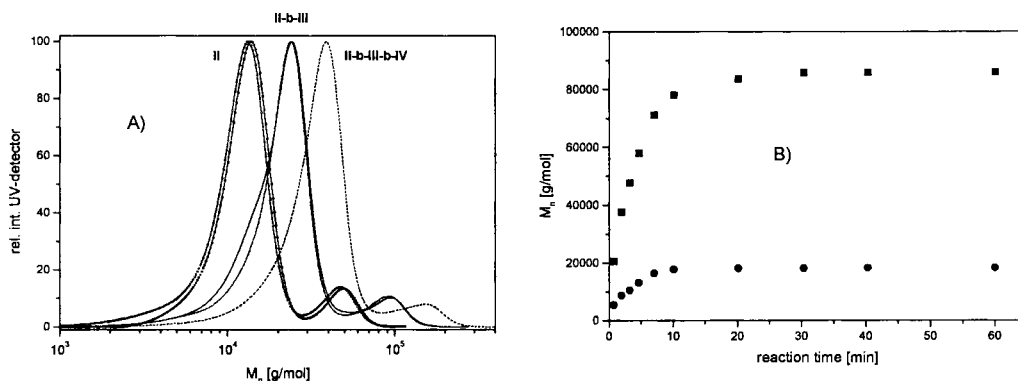 II-b-III
100
80
60
40
20
0
rel. int. UV-detector
A)
II
II-b-III-b-IV
10³
10⁴
10⁵
Mₙ [g/mol]
100000
80000
60000
40000
20000
0
Mₙ [g/mol]
B)
0 10 20 30 40 50 60
reaction time [min]